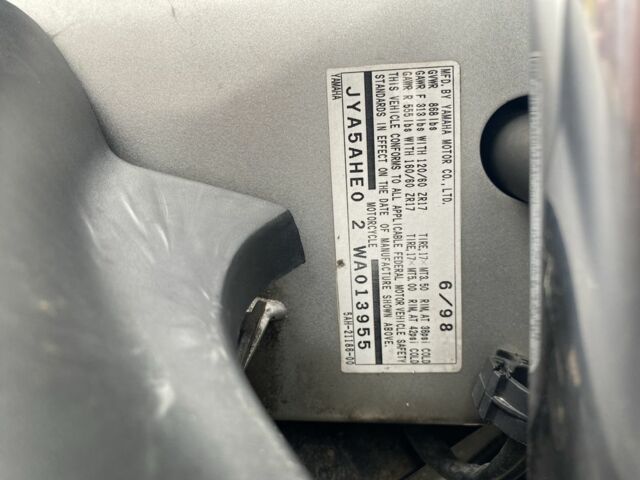 MFD. BY YAMAHA MOTOR CO., LTD. 6/98
GVWR 868 lbs
GAWR F 313 lbs WITH 120/60 ZR17 TIRE, 17×MT3.50 RIM, AT 36psi COLD
GAWR R 555 lbs WITH 160/60 ZR17 TIRE, 17×MT5.00 RIM, AT 42psi COLD
THIS VEHICLE CONFORMS TO ALL APPLICABLE FEDERAL MOTOR VEHICLE SAFETY
STANDARDS IN EFFECT ON THE DATE OF MANUFACTURE SHOWN ABOVE.
JYA5AHE0 2 WA013955
YAMAHA MOTORCYCLE 5AH-21188-00